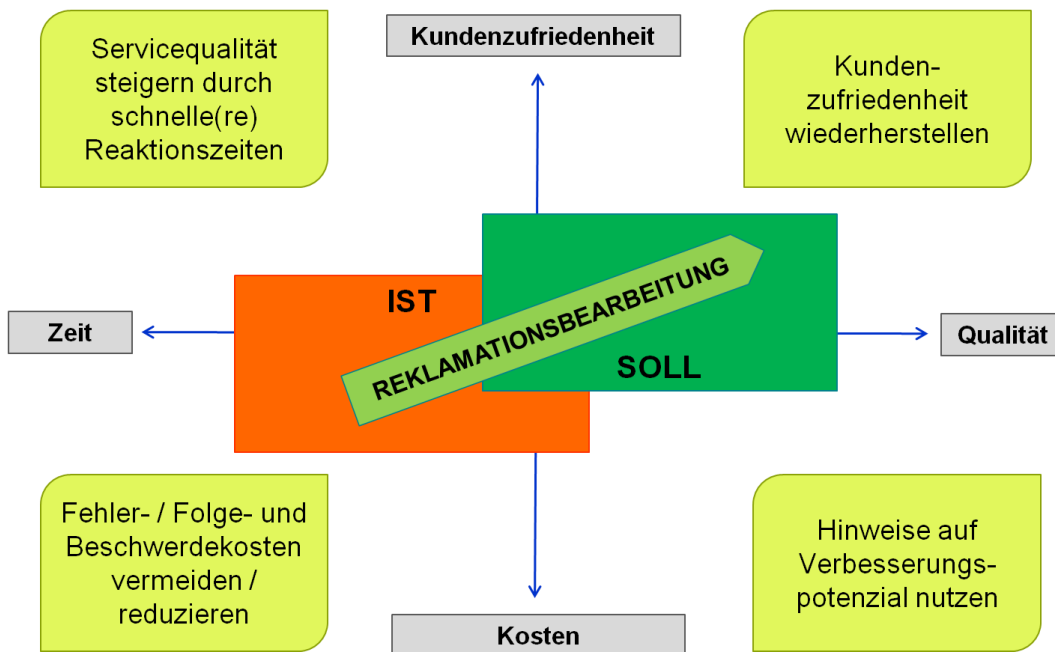 Servicequalität
steigern durch
schnelle(re)
Reaktionszeiten
Kundenzufriedenheit
Kunden-
zufriedenheit
wiederherstellen
Zeit
IST
REKLAMATIONSBEARBEITUNG
SOLL
Qualität
Fehler- / Folge- und
Beschwerdekosten
vermeiden /
reduzieren
Kosten
Hinweise auf
Verbesserungs-
potenzial nutzen